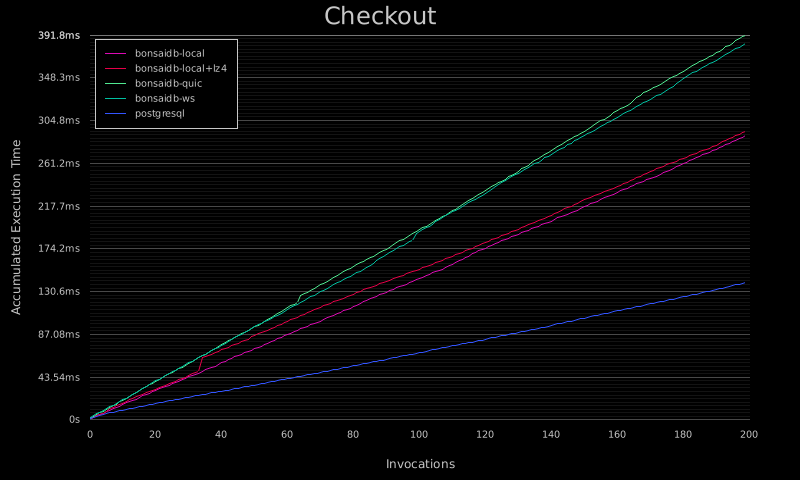 Checkout
391.8ms
348.3ms
304.8ms
261.2ms
217.7ms
174.2ms
130.6ms
87.08ms
43.54ms
0s
bonsaidb-local
bonsaidb-local+lz4
bonsaidb-quic
bonsaidb-ws
postgresql
Accumulated Execution Time
0 20 40 60 80 100 120 140 160 180 200
Invocations